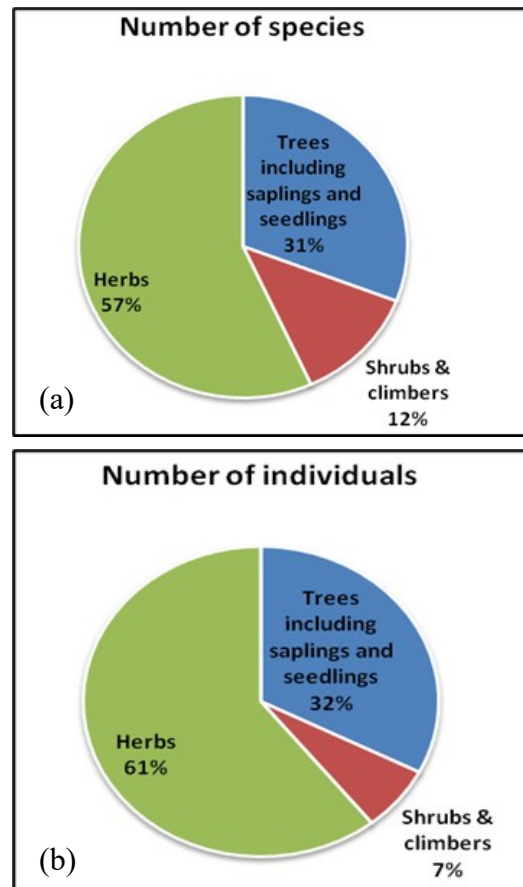 Number of species
Trees
including
saplings and
seedlings
31%
Herbs
57%
Shrubs &
climbers
12%
(a)
Number of individuals
Trees
including
saplings and
seedlings
32%
Herbs
61%
Shrubs &
climbers
7%
(b)